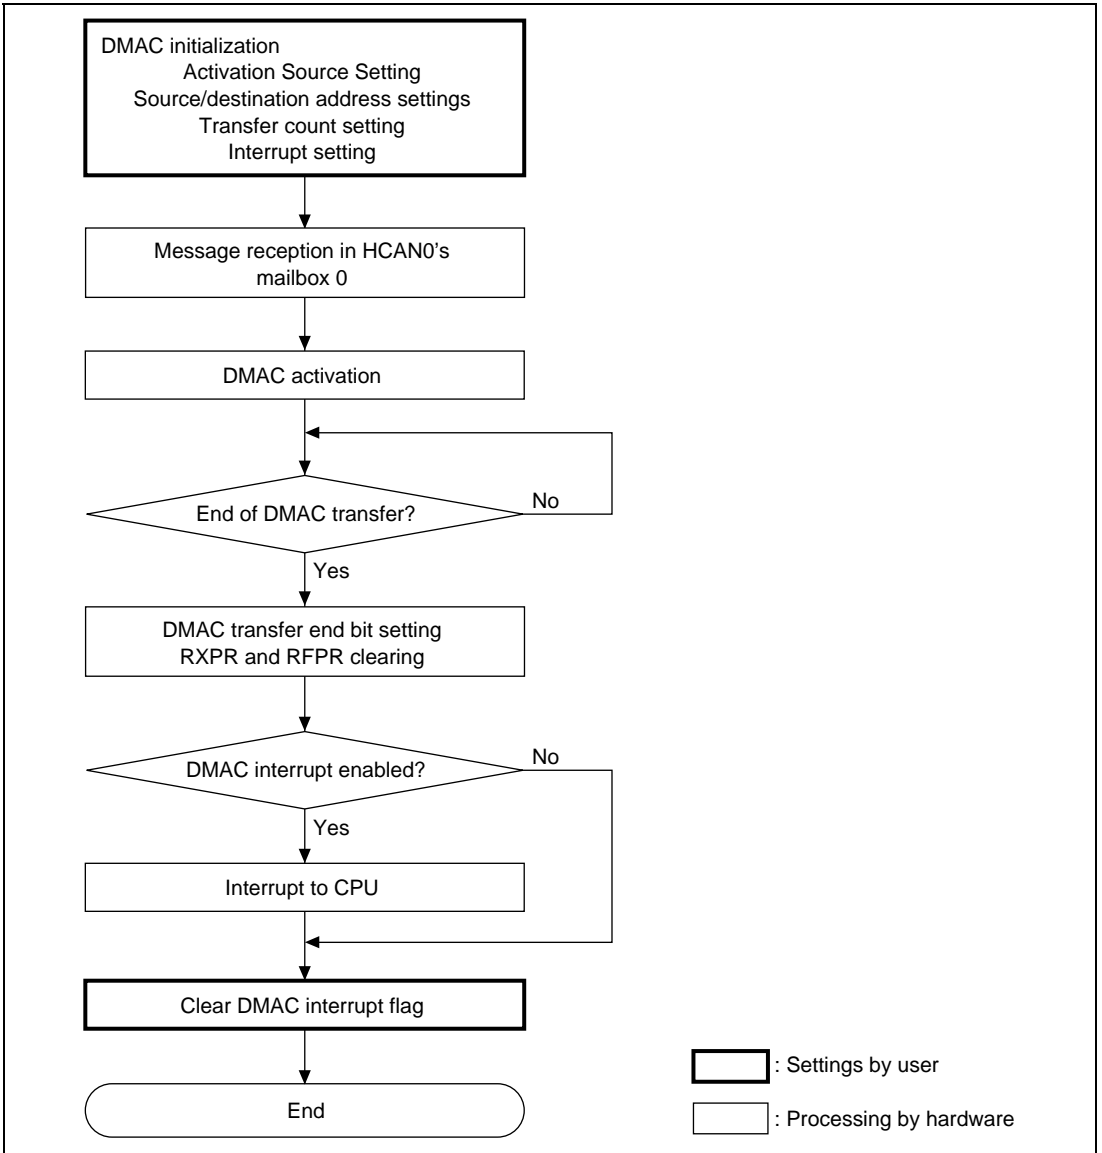 DMAC initialization
Activation Source Setting
Source/destination address settings
Transfer count setting
Interrupt setting
Message reception in HCAN0's
mailbox 0
DMAC activation
End of DMAC transfer?
No
Yes
DMAC transfer end bit setting
RXPR and RFPR clearing
DMAC interrupt enabled?
No
Yes
Interrupt to CPU
Clear DMAC interrupt flag
End
: Settings by user
: Processing by hardware